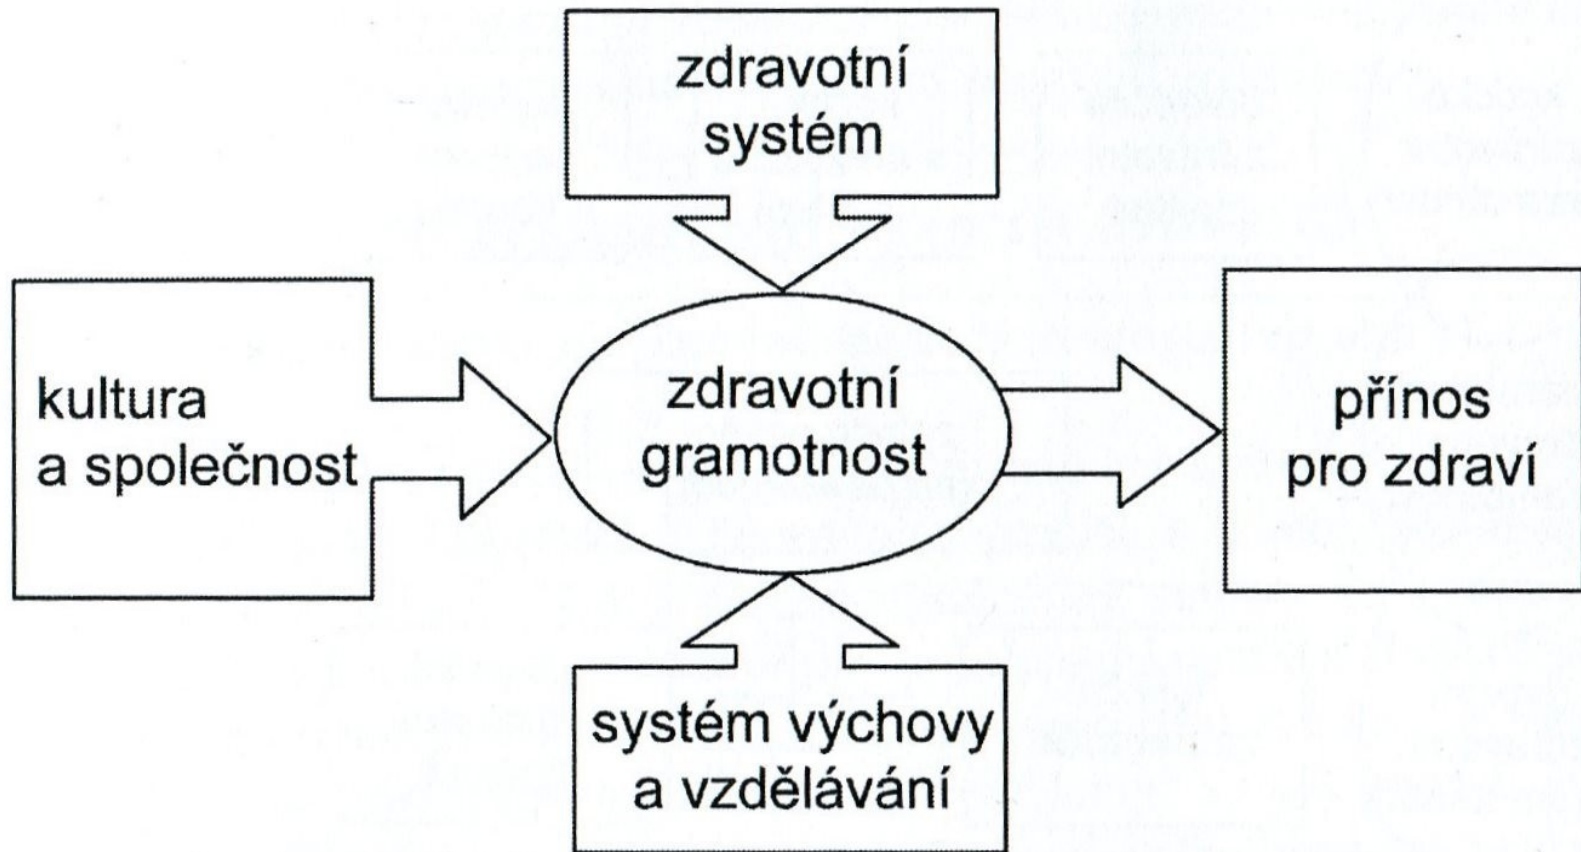 zdravotní
systém
kultura
a společnost
zdravotní
gramotnost
přínos
pro zdraví
systém výchovy
a vzdělávání